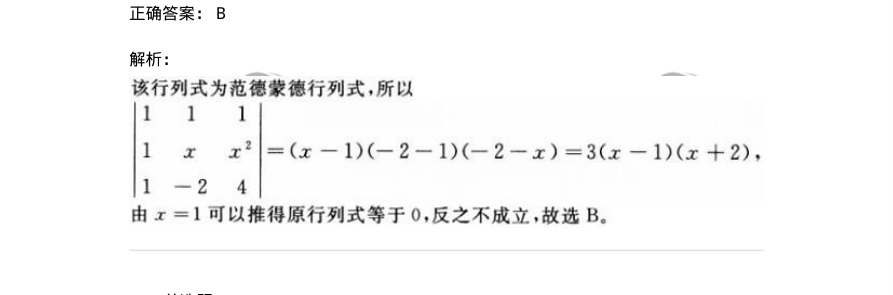 正确答案： B
解析：
该行列式为范德蒙德行列式,所以
|1 1 1|
|1 x x²| =(x－1)(－2－1)(－2－x)=3(x－1)(x＋2),
|1 －2 4|
由 x =1 可以推得原行列式等于 0,反之不成立,故选 B。